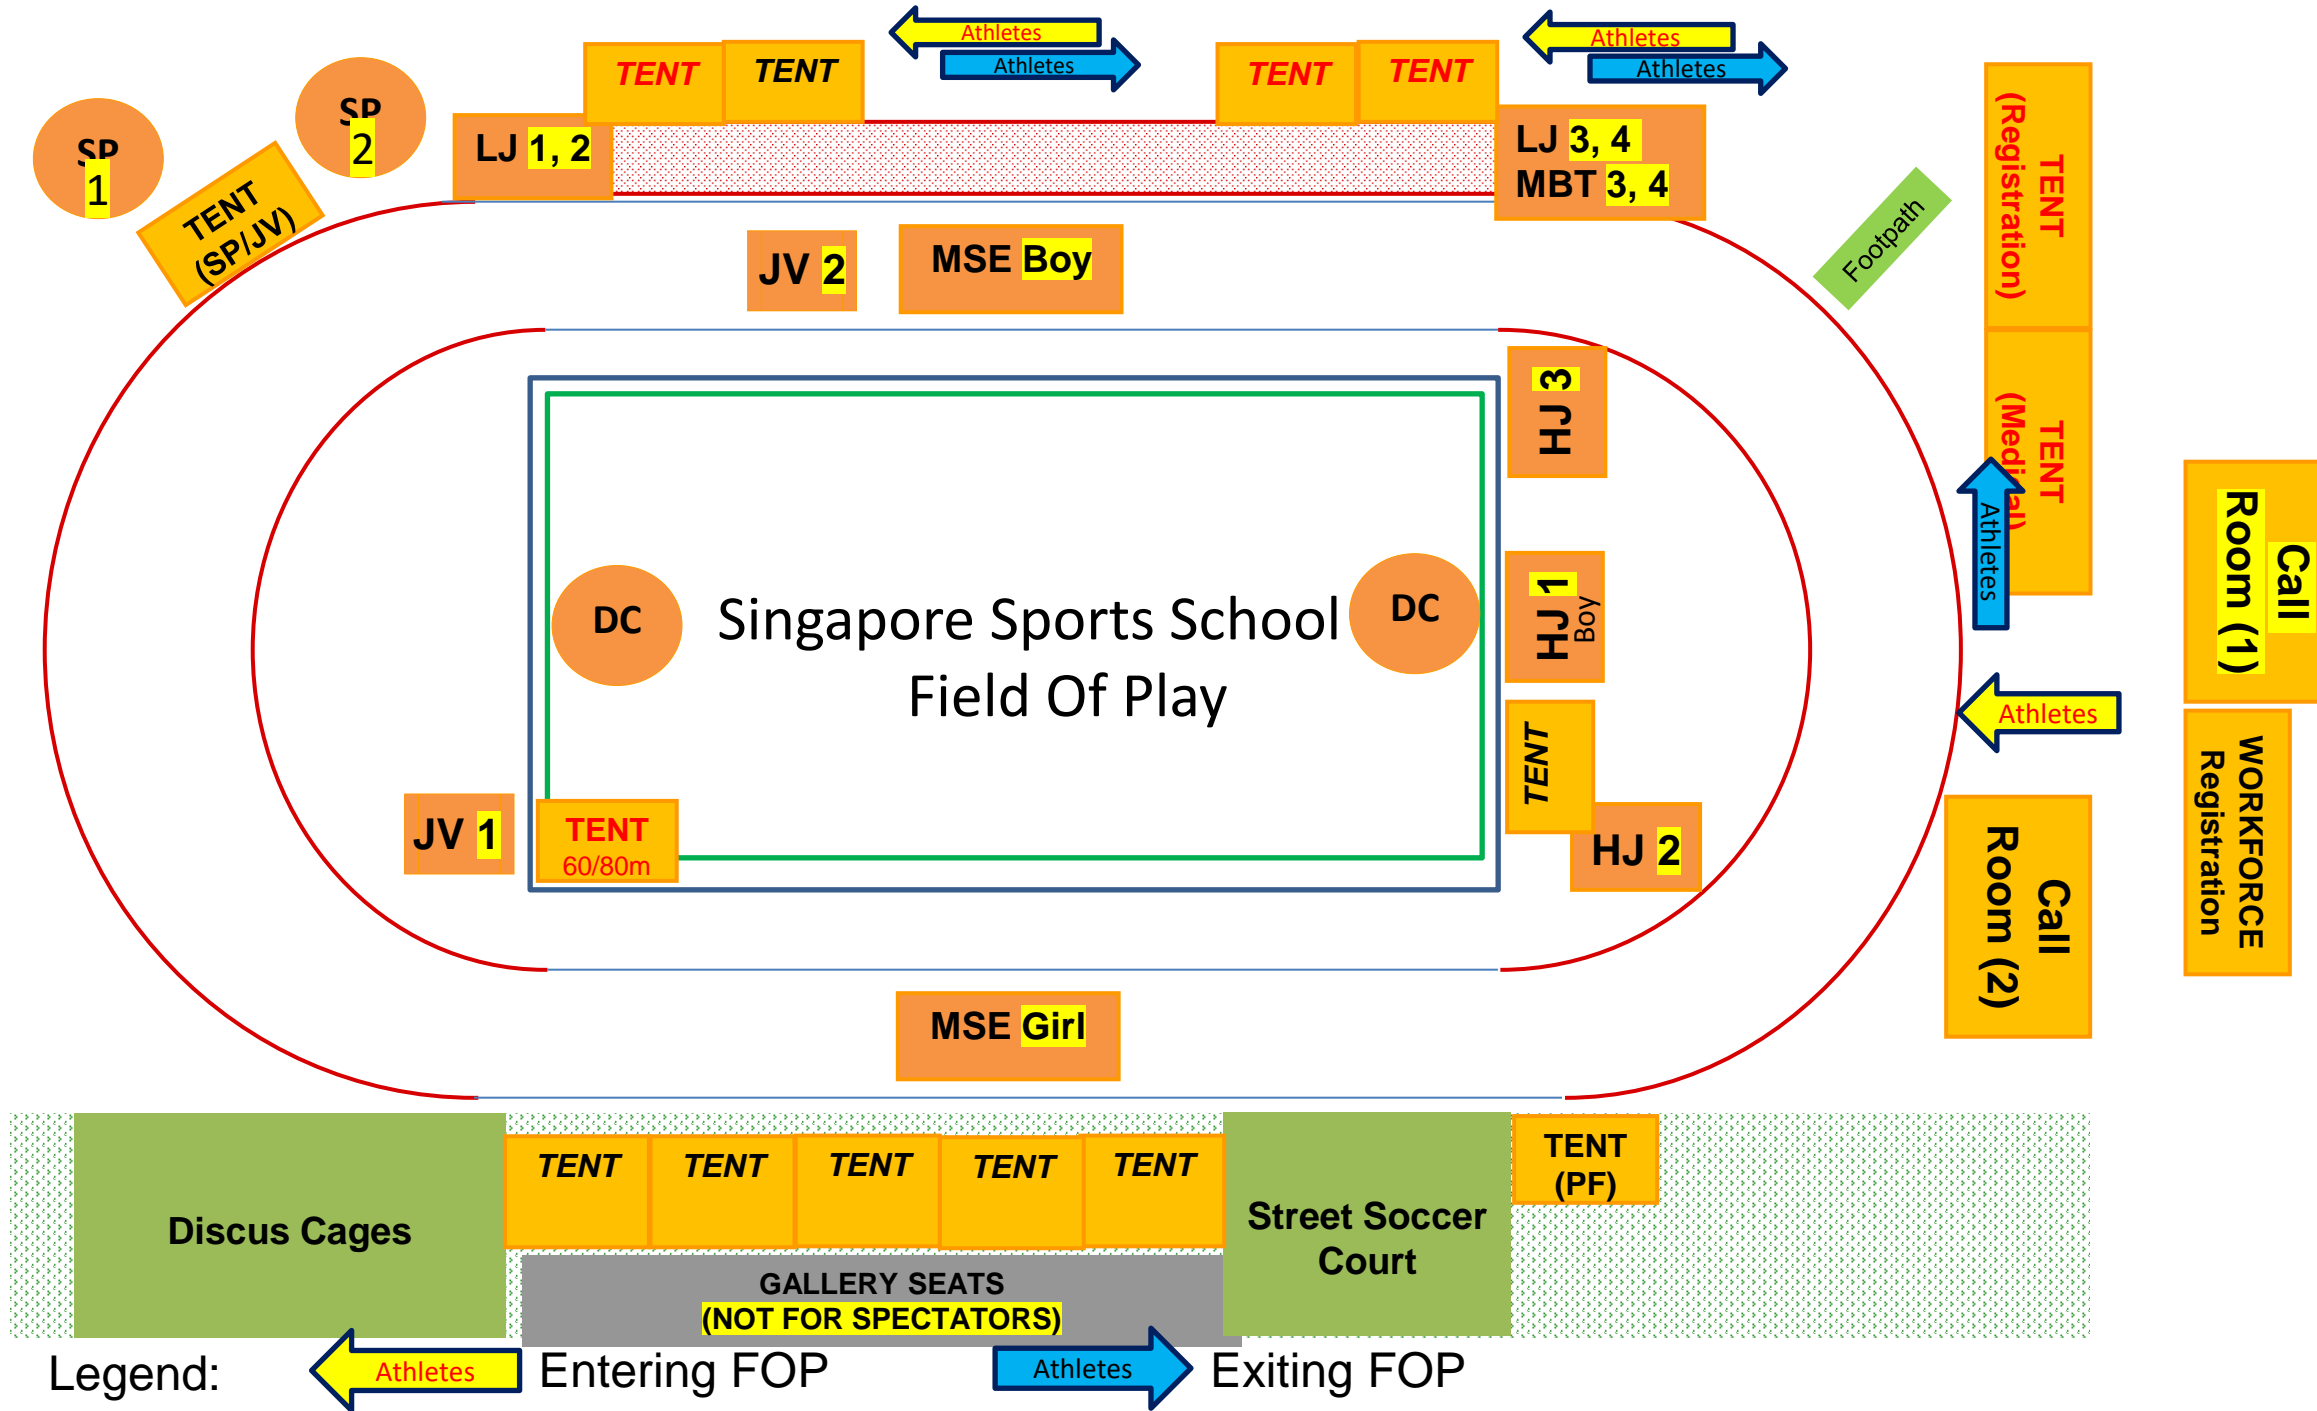 Athletes
Athletes
Athletes
Athletes
TENT
TENT
TENT
TENT
SP
1
SP
2
TENT
(SP/JV)
LJ 1, 2
LJ 3, 4
MBT 3, 4
Footpath
TENT
(Registration)
JV 2
MSE Boy
HJ 3
TENT
(Medical)
Athletes
Call
Room (1)
DC
Singapore Sports School
Field Of Play
DC
HJ 1
Boy
Athletes
TENT
WORKFORCE
Registration
JV 1
TENT
60/80m
HJ 2
Call
Room (2)
MSE Girl
Discus Cages
TENT
TENT
TENT
TENT
TENT
Street Soccer
Court
TENT
(PF)
GALLERY SEATS
(NOT FOR SPECTATORS)
Legend:
Athletes
Entering FOP
Athletes
Exiting FOP